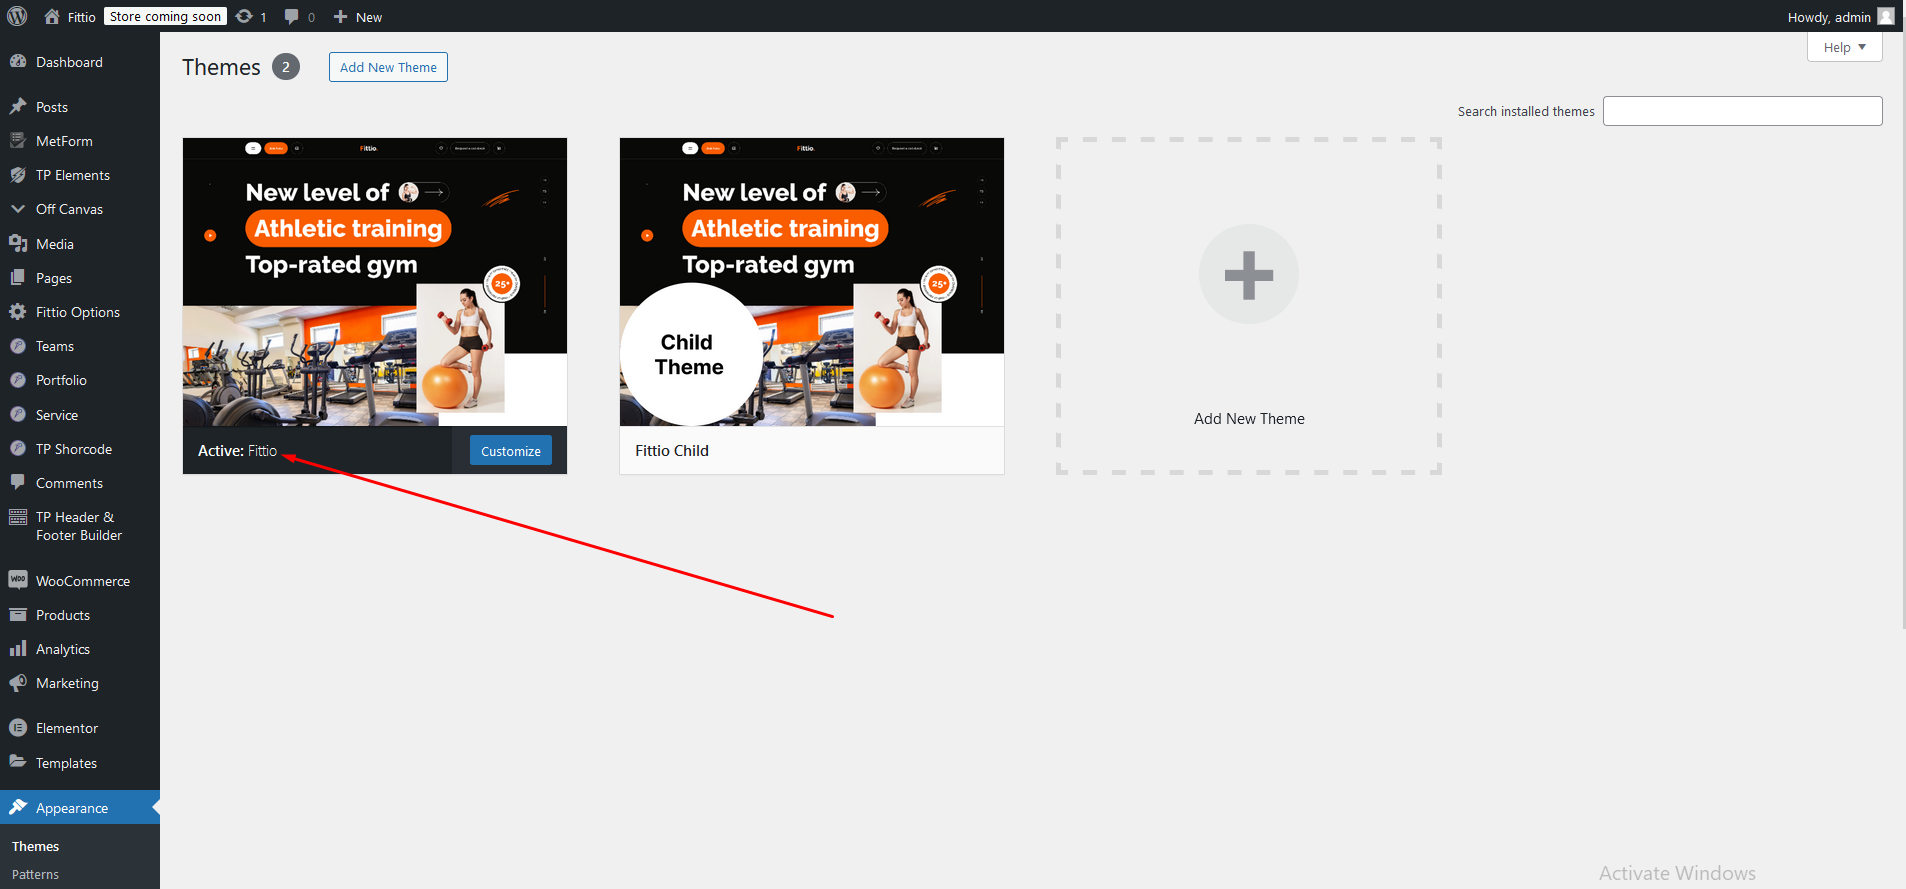 Fittio
Store coming soon
1
0
New
Howdy, admin
Dashboard
Posts
MetForm
TP Elements
Off Canvas
Media
Pages
Fittio Options
Teams
Portfolio
Service
TP Shorcode
Comments
TP Header &
Footer Builder
WooCommerce
Products
Analytics
Marketing
Elementor
Templates
Appearance
Themes
Patterns
Themes 2
Add New Theme
Help
Search installed themes
Fittio.
New level of
Athletic training
Top-rated gym
25+
Active: Fittio
Customize
Fittio.
New level of
Athletic training
Top-rated gym
25+
Child
Theme
Fittio Child
Add New Theme
Activate Windows